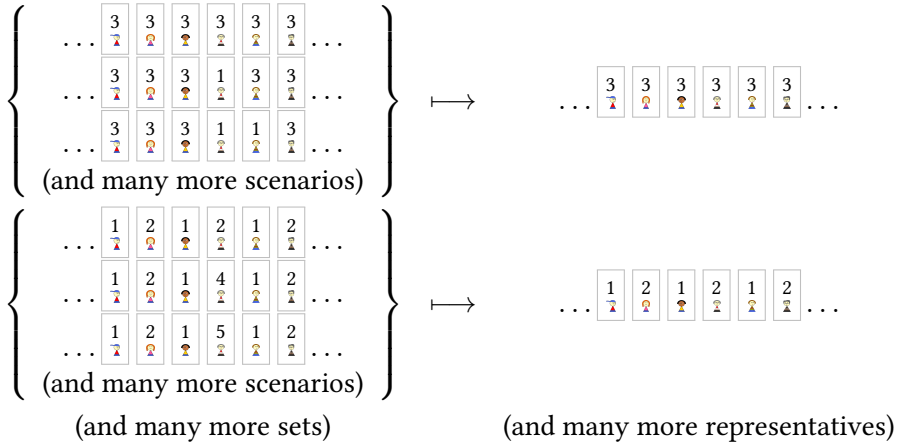 ... 3 3 3 3 3 3 ...
... 3 3 3 1 3 3 ...
... 3 3 3 1 1 3 ...
(and many more scenarios)
⟼
... 3 3 3 3 3 3 ...
... 1 2 1 2 1 2 ...
... 1 2 1 4 1 2 ...
... 1 2 1 5 1 2 ...
(and many more scenarios)
⟼
... 1 2 1 2 1 2 ...
(and many more sets)
(and many more representatives)